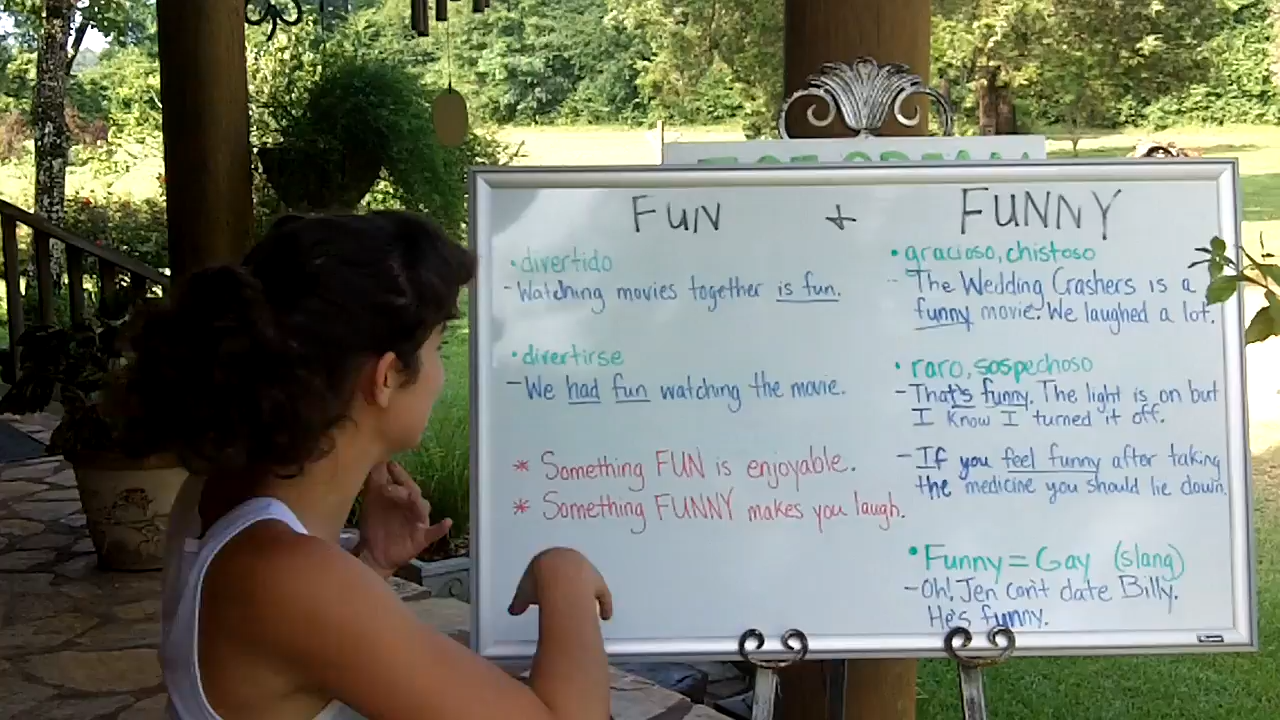 FUN + FUNNY
• divertido
- Watching movies together is fun.
• divertirse
- We had fun watching the movie.
* Something FUN is enjoyable.
* Something FUNNY makes you laugh.
• gracioso, chistoso
- The Wedding Crashers is a
funny movie. We laughed a lot.
• raro, sospechoso
- That's funny. The light is on but
I know I turned it off.
- If you feel funny after taking
the medicine you should lie down.
• Funny = Gay (slang)
- Oh! Jen can't date Billy.
He's funny.